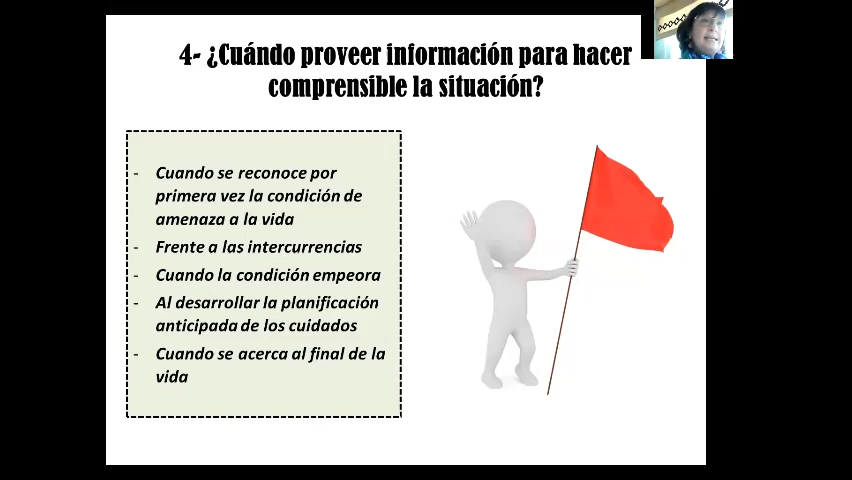 4- ¿Cuándo proveer información para hacer
comprensible la situación?
- Cuando se reconoce por
primera vez la condición de
amenaza a la vida
- Frente a las intercurrencias
- Cuando la condición empeora
- Al desarrollar la planificación
anticipada de los cuidados
- Cuando se acerca al final de la
vida